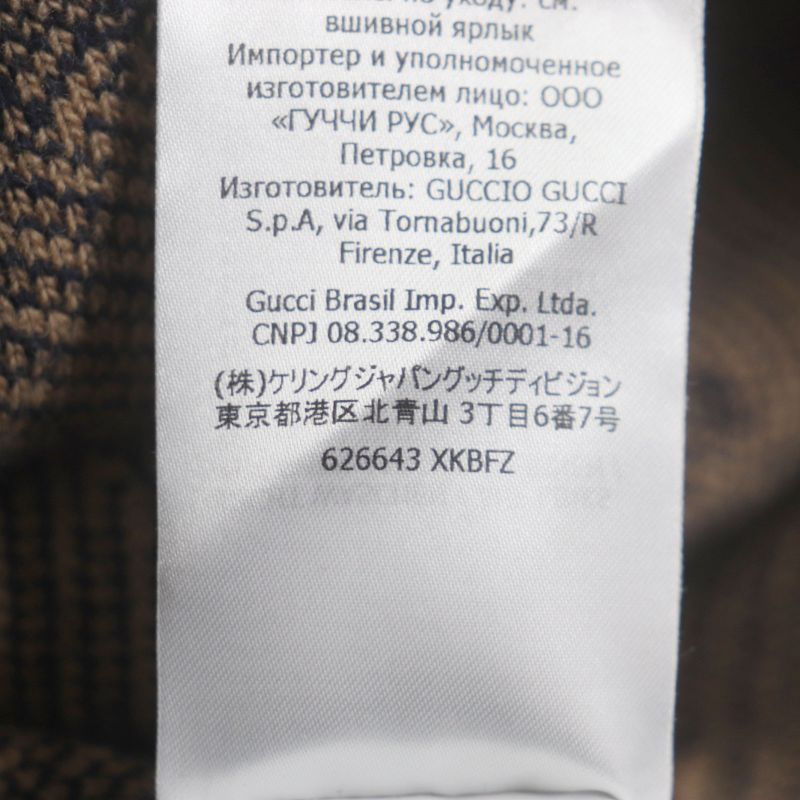 по уходу: см.
вшивной ярлык
Импортер и уполномоченное
изготовителем лицо: ООО
«ГУЧЧИ РУС», Москва,
Петровка, 16
Изготовитель: GUCCIO GUCCI
S.p.A, via Tornabuoni,73/R
Firenze, Italia
Gucci Brasil Imp. Exp. Ltda.
CNPJ 08.338.986/0001-16
(株)ケリングジャパングッチディビジョン
東京都港区北青山 3丁目6番7号
626643 XKBFZ